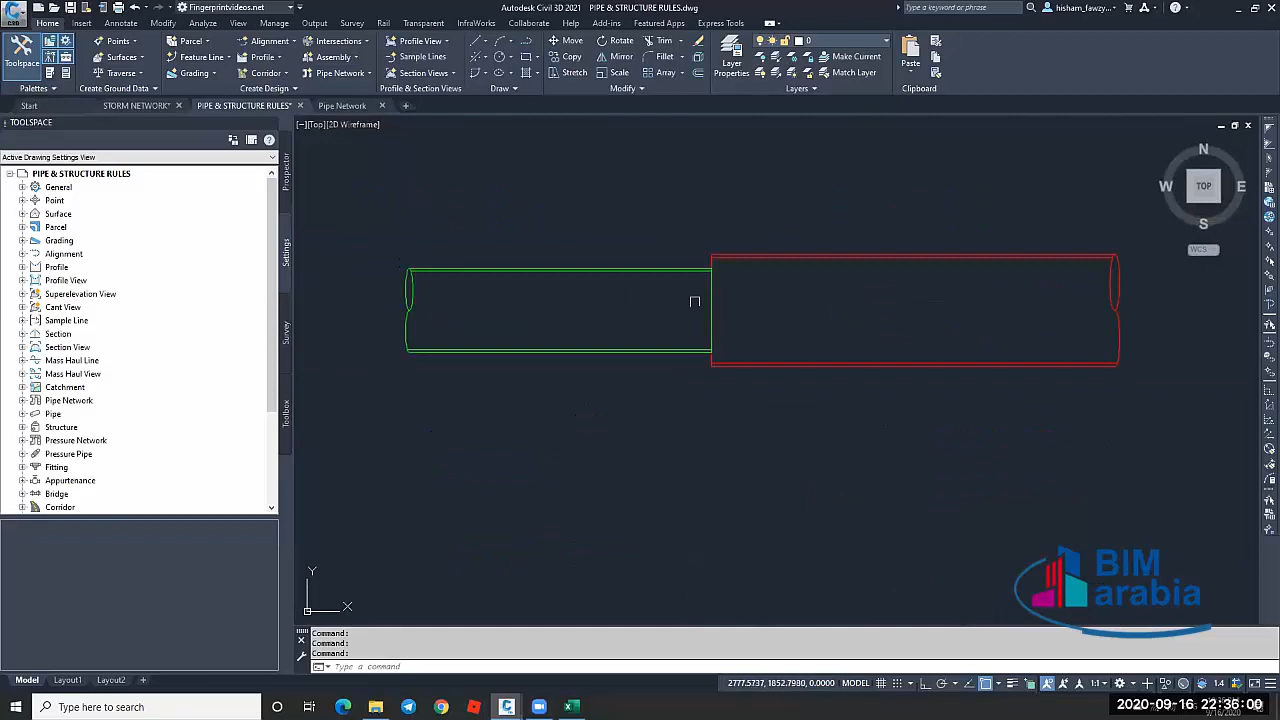 Fingerprintvideos.net
Autodesk Civil 3D 2021 PIPE & STRUCTURE RULES.dwg
Type a keyword or phrase
hisham_fawzy...
Home Insert Annotate Modify Analyze View Manage Output Survey Rail Transparent InfraWorks Collaborate Help Add-ins Featured Apps Express Tools
Points Parcel Alignment Intersections Profile View Move Rotate Trim 0
Surfaces Feature Line Profile Assembly Sample Lines Copy Mirror Fillet Make Current
Traverse Grading Corridor Pipe Network Section Views Stretch Scale Array Match Layer
Toolspace Layer Properties Paste
Palettes Create Ground Data Create Design Profile & Section Views Draw Modify Layers Clipboard
Start STORM NETWORK* PIPE & STRUCTURE RULES* Pipe Network
TOOLSPACE
[−][Top][2D Wireframe]
Active Drawing Settings View
PIPE & STRUCTURE RULES
General
Point
Surface
Parcel
Grading
Alignment
Profile
Profile View
Superelevation View
Cant View
Sample Line
Section
Section View
Mass Haul Line
Mass Haul View
Catchment
Pipe Network
Pipe
Structure
Pressure Network
Pressure Pipe
Fitting
Appurtenance
Bridge
Corridor
Prospector
Settings
Survey
Toolbox
N
W TOP E
S
WCS
Y
X
BIM
arabia
Command:
Command:
Command:
Type a command
Model Layout1 Layout2
2777.5737, 1852.7980, 0.0000 MODEL 1:1 1:4
Type here to search
2020-09-16 22:38:00